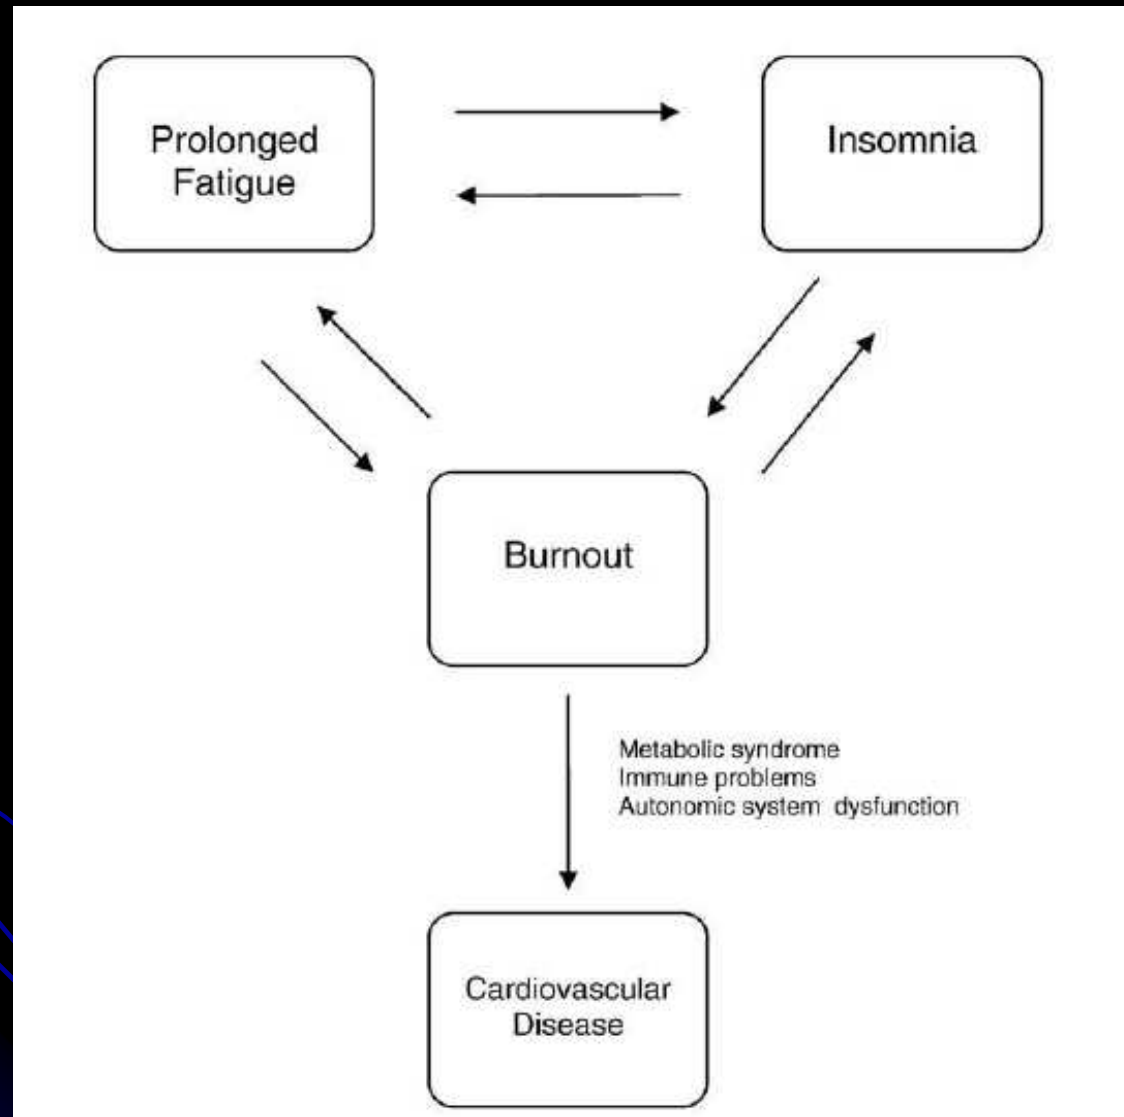 Prolonged
Fatigue
Insomnia
Burnout
Metabolic syndrome
Immune problems
Autonomic system dysfunction
Cardiovascular
Disease